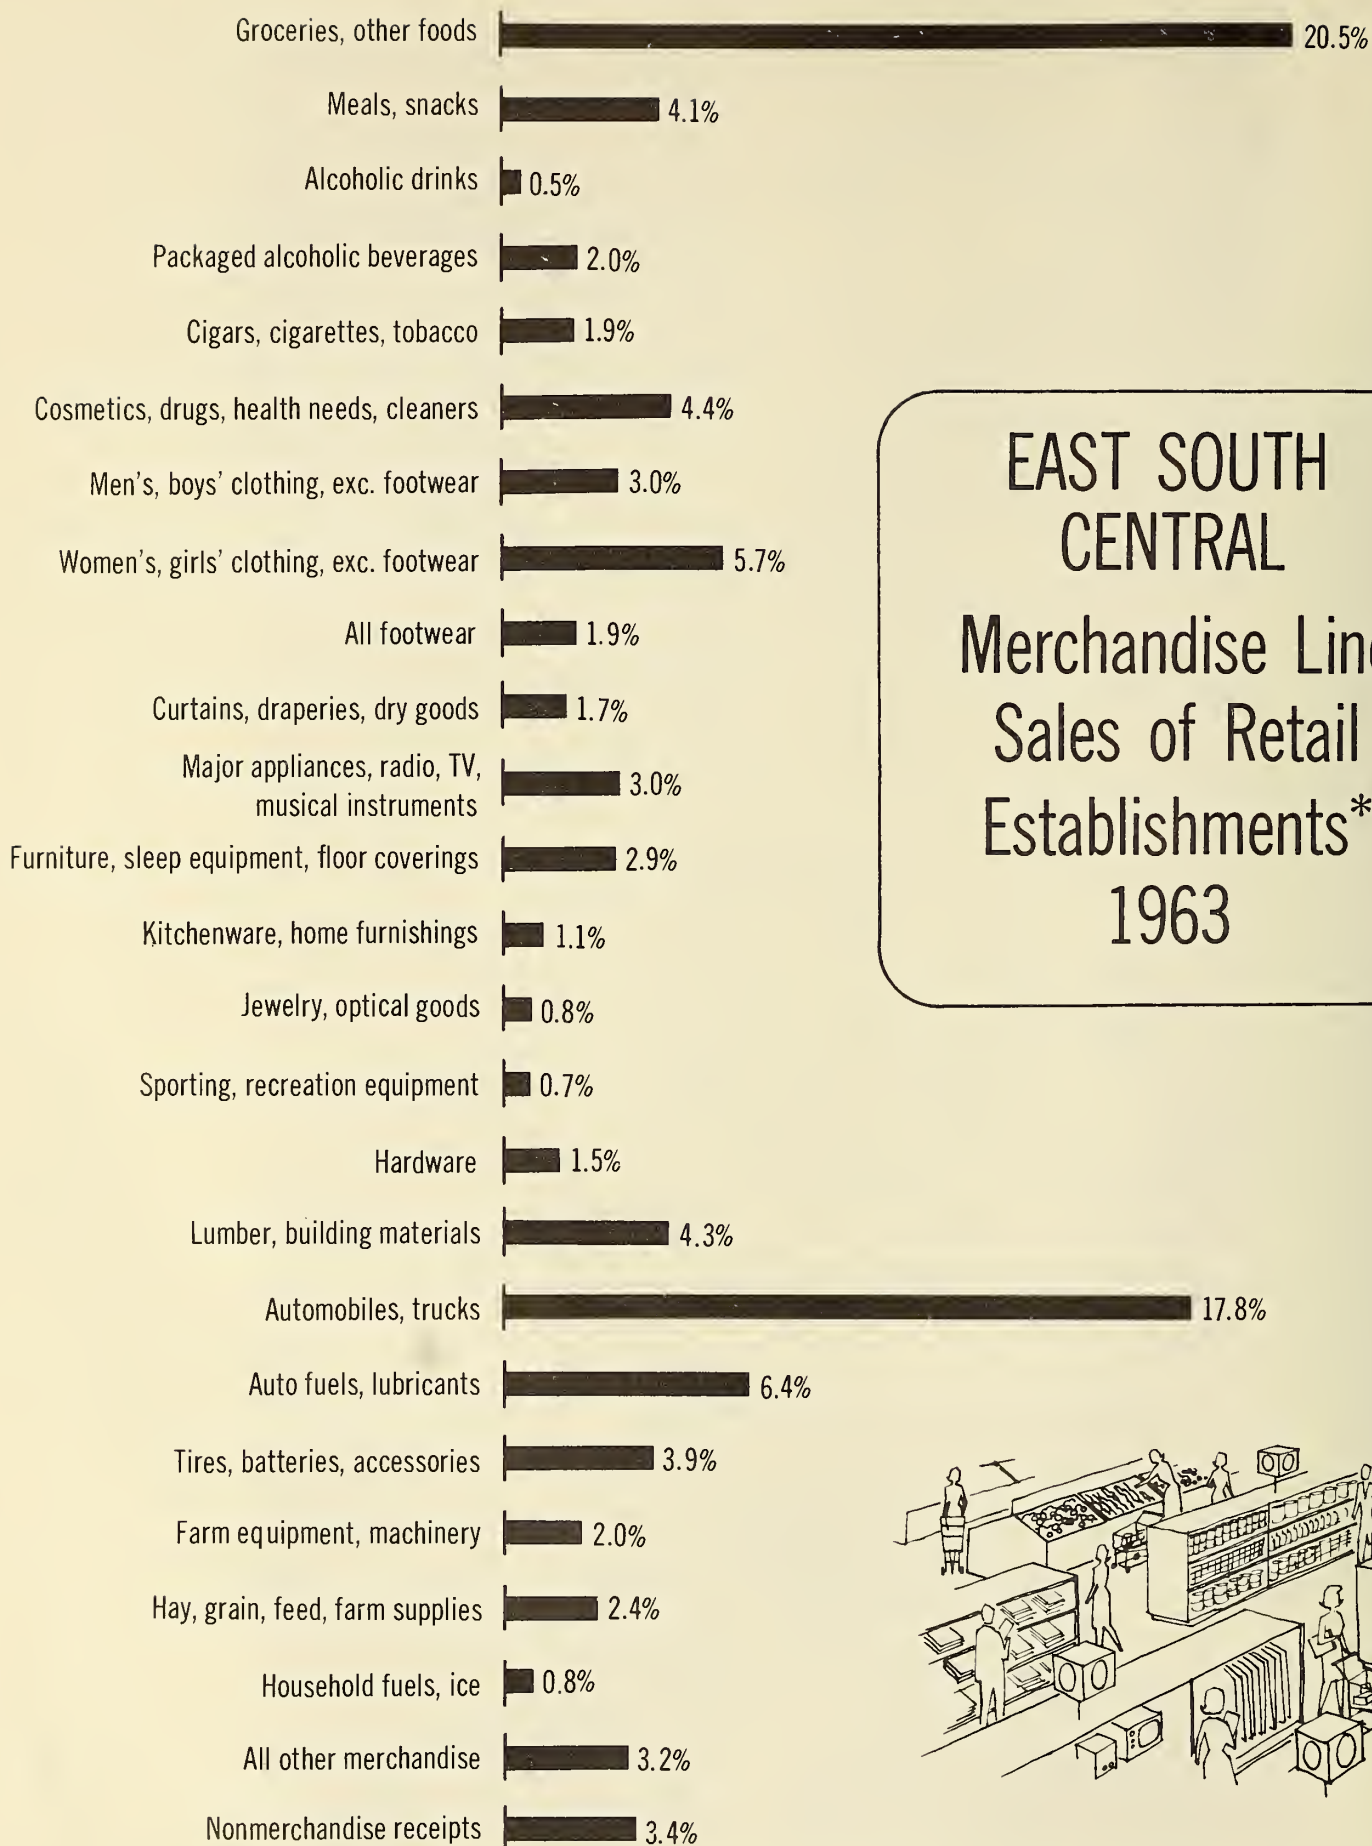 Groceries, other foods 20.5%
Meals, snacks 4.1%
Alcoholic drinks 0.5%
Packaged alcoholic beverages 2.0%
Cigars, cigarettes, tobacco 1.9%
Cosmetics, drugs, health needs, cleaners 4.4%
Men's, boys' clothing, exc. footwear 3.0%
Women's, girls' clothing, exc. footwear 5.7%
All footwear 1.9%
Curtains, draperies, dry goods 1.7%
Major appliances, radio, TV,
musical instruments 3.0%
Furniture, sleep equipment, floor coverings 2.9%
Kitchenware, home furnishings 1.1%
Jewelry, optical goods 0.8%
Sporting, recreation equipment 0.7%
Hardware 1.5%
Lumber, building materials 4.3%
Automobiles, trucks 17.8%
Auto fuels, lubricants 6.4%
Tires, batteries, accessories 3.9%
Farm equipment, machinery 2.0%
Hay, grain, feed, farm supplies 2.4%
Household fuels, ice 0.8%
All other merchandise 3.2%
Nonmerchandise receipts 3.4%
EAST SOUTH
CENTRAL
Merchandise
Sales of Retail
Establishments*
1963